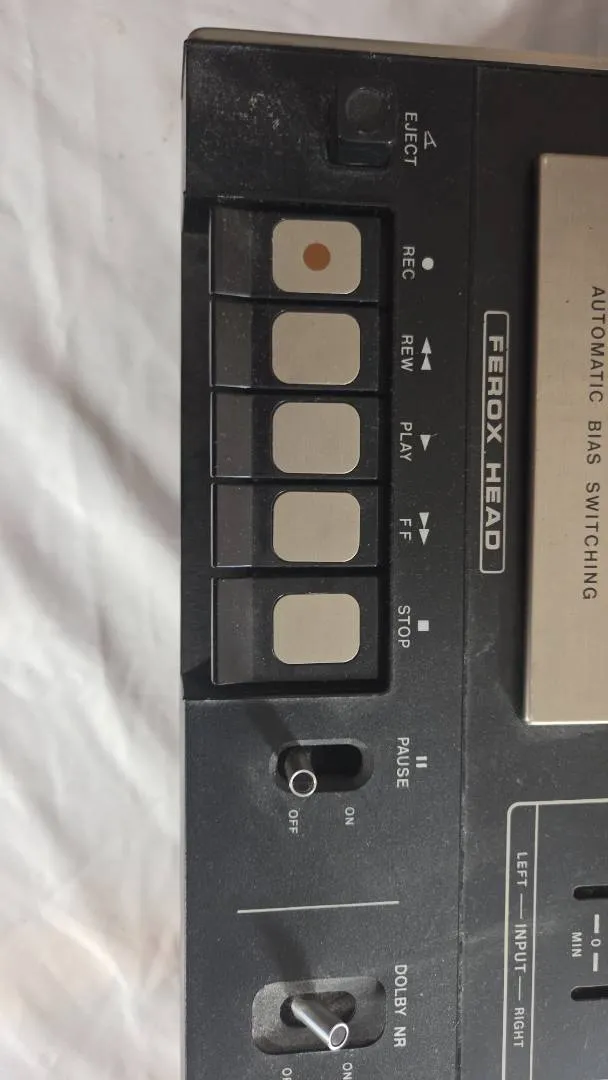 AUTOMATIC BIAS SWITCHING
FEROX HEAD
EJECT
REC
REW
PLAY
FF
STOP
PAUSE
ON
OFF
DOLBY NR
ON
LEFT — INPUT — RIGHT
0
MIN